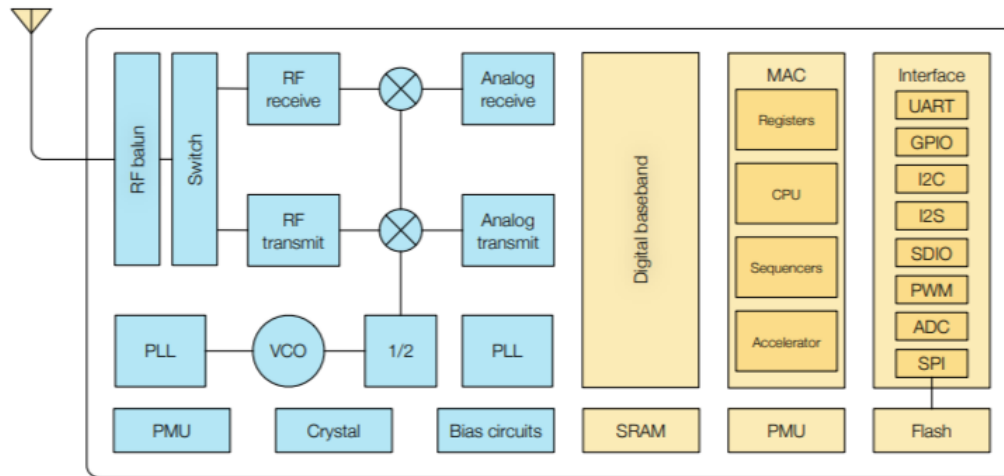 RF balun
Switch
RF
receive
Analog
receive
RF
transmit
Analog
transmit
PLL
VCO
1/2
PLL
PMU
Crystal
Bias circuits
Digital baseband
SRAM
MAC
Registers
CPU
Sequencers
Accelerator
PMU
Interface
UART
GPIO
I2C
I2S
SDIO
PWM
ADC
SPI
Flash